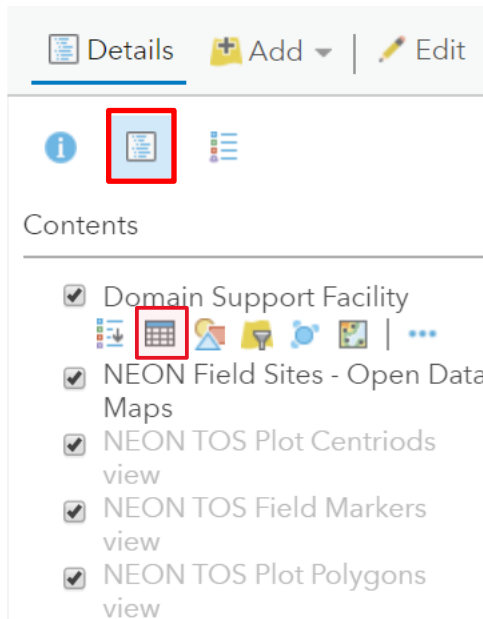 Details Add Edit
Contents
Domain Support Facility
NEON Field Sites - Open Data
Maps
NEON TOS Plot Centriods
view
NEON TOS Field Markers
view
NEON TOS Plot Polygons
view